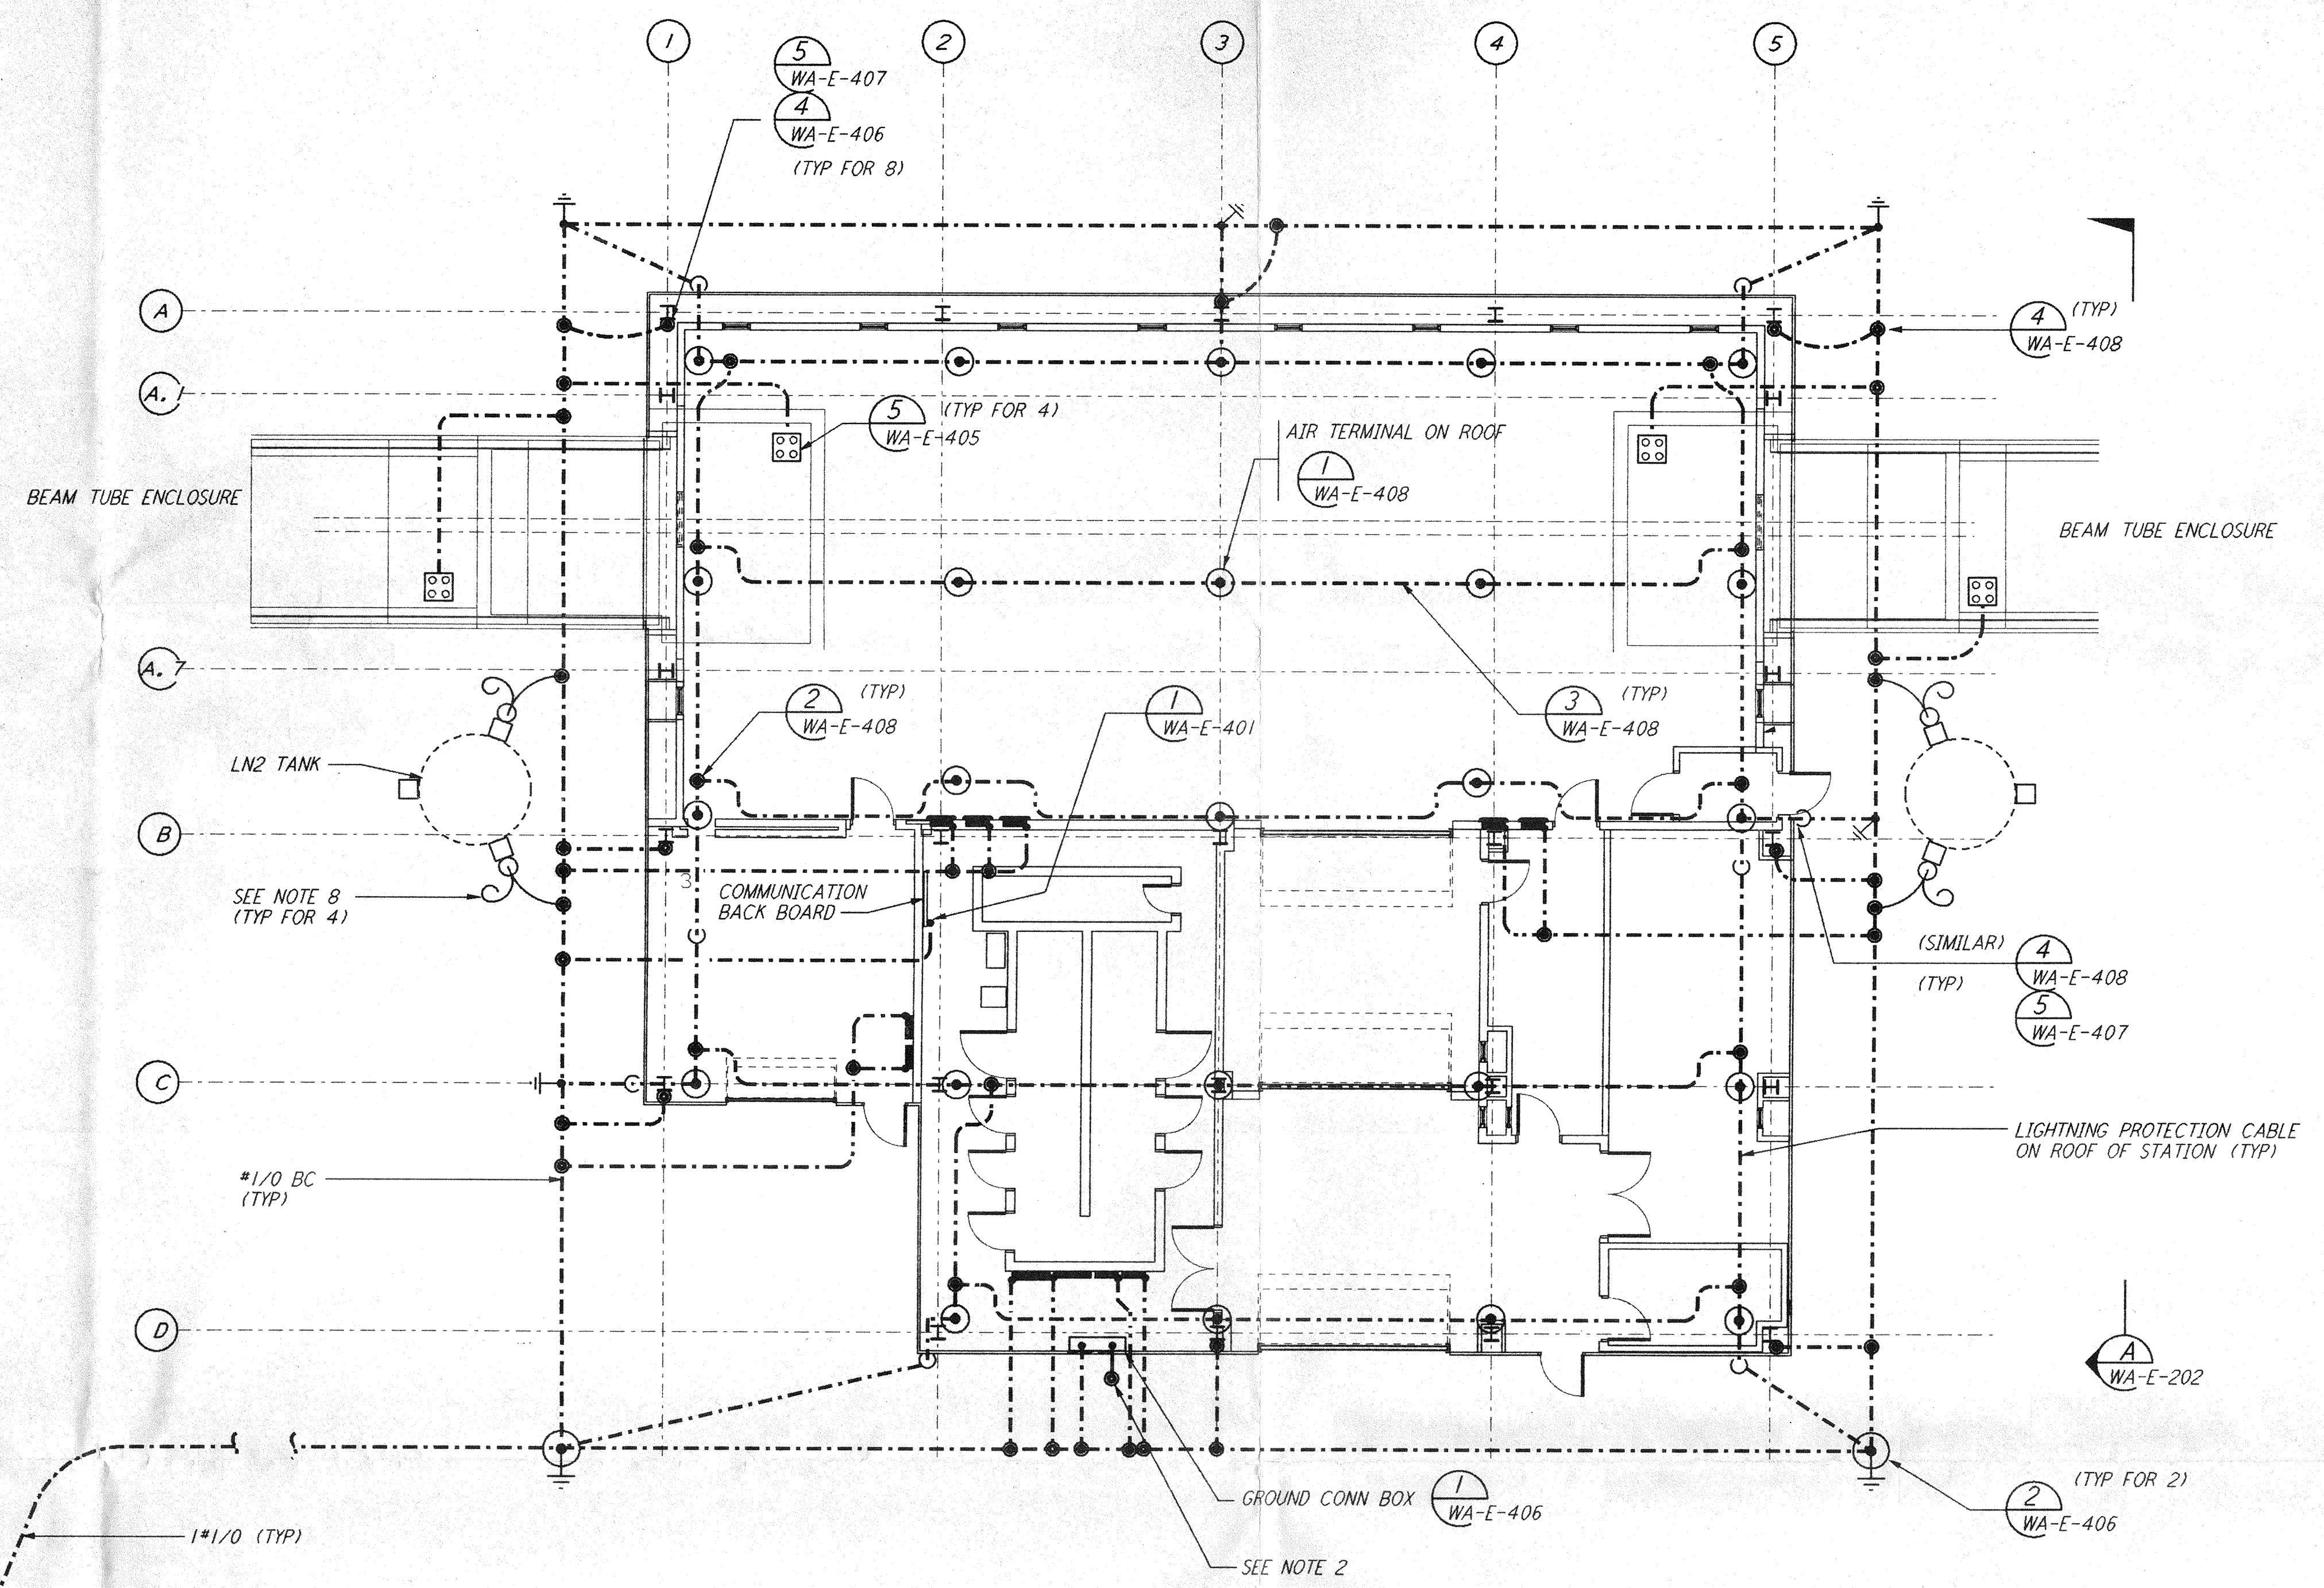 1
2
3
4
5
5
WA-E-407
4
WA-E-406
(TYP FOR 8)
A
4
(TYP)
WA-E-408
A.1
5
(TYP FOR 4)
WA-E-405
AIR TERMINAL ON ROOF
1
WA-E-408
BEAM TUBE ENCLOSURE
BEAM TUBE ENCLOSURE
A.7
2
(TYP)
WA-E-408
1
WA-E-401
3
(TYP)
WA-E-408
LN2 TANK
B
3
COMMUNICATION
BACK BOARD
SEE NOTE 8
(TYP FOR 4)
(SIMILAR)
(TYP)
4
WA-E-408
5
WA-E-407
C
LIGHTNING PROTECTION CABLE
ON ROOF OF STATION (TYP)
#1/0 BC
(TYP)
D
A
WA-E-202
GROUND CONN BOX
1
WA-E-406
(TYP FOR 2)
2
WA-E-406
1#1/0 (TYP)
SEE NOTE 2